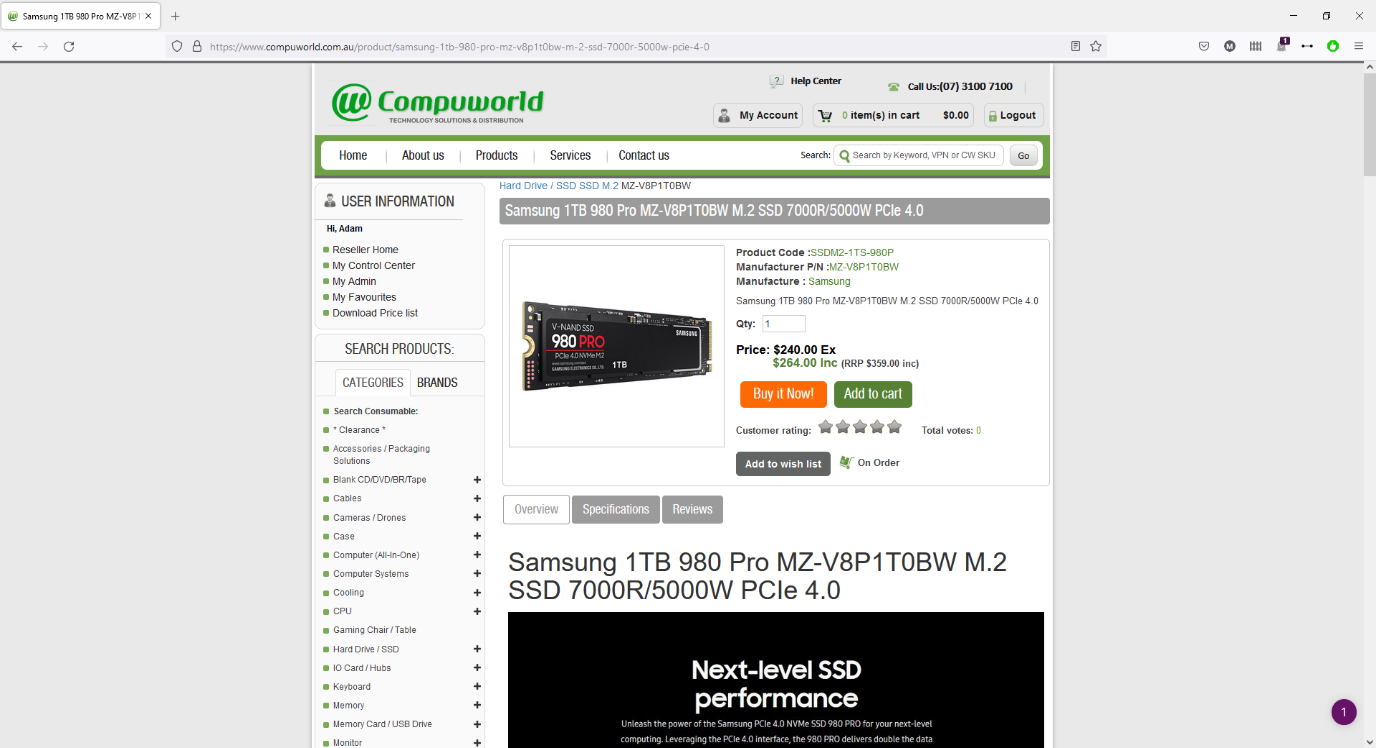 Samsung 1TB 980 Pro MZ-V8P1
https://www.compuworld.com.au/product/samsung-1tb-980-pro-mz-v8p1t0bw-m-2-ssd-7000r-5000w-pcie-4-0
M
1
Compuworld
TECHNOLOGY SOLUTIONS & DISTRIBUTION
? Help Center
Call Us:(07) 3100 7100
My Account
0 item(s) in cart $0.00
Logout
Home
About us
Products
Services
Contact us
Search:
Search by Keyword, VPN or CW SKU
Go
USER INFORMATION
Hi, Adam
Reseller Home
My Control Center
My Admin
My Favourites
Download Price list
SEARCH PRODUCTS:
CATEGORIES BRANDS
Search Consumable:
* Clearance *
Accessories / Packaging
Solutions
Blank CD/DVD/BR/Tape
Cables
Cameras / Drones
Case
Computer (All-In-One)
Computer Systems
Cooling
CPU
Gaming Chair / Table
Hard Drive / SSD
IO Card / Hubs
Keyboard
Memory
Memory Card / USB Drive
Monitor
Hard Drive / SSD SSD M.2 MZ-V8P1T0BW
Samsung 1TB 980 Pro MZ-V8P1T0BW M.2 SSD 7000R/5000W PCIe 4.0
V-NAND SSD
980 PRO
PCIe 4.0 NVMe M.2
SAMSUNG ELECTRONICS CO., LTD.
1TB
SAMSUNG
Product Code :SSDM2-1TS-980P
Manufacturer P/N :MZ-V8P1T0BW
Manufacture : Samsung
Samsung 1TB 980 Pro MZ-V8P1T0BW M.2 SSD 7000R/5000W PCIe 4.0
Qty: 1
Price: $240.00 Ex
$264.00 Inc (RRP $359.00 inc)
Buy it Now!
Add to cart
Customer rating:
Total votes: 0
Add to wish list
On Order
Overview
Specifications
Reviews
Samsung 1TB 980 Pro MZ-V8P1T0BW M.2
SSD 7000R/5000W PCIe 4.0
Next-level SSD
performance
Unleash the power of the Samsung PCIe 4.0 NVMe SSD 980 PRO for your next-level
computing. Leveraging the PCIe 4.0 interface, the 980 PRO delivers double the data
1